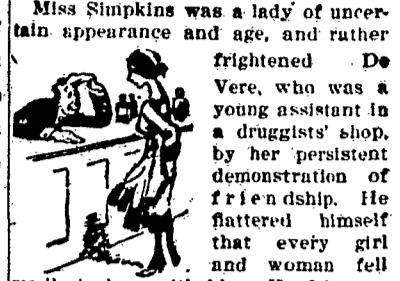 Miss Simpkins was a lady of uncer-
tain appearance and age, and rather
frightened De
Vere, who was a
young assistant in
a druggists' shop,
by her persistent
demonstration of
friendship. He
flattered himself
that every girl
and woman fell